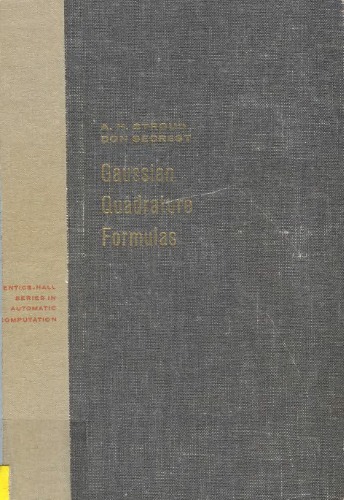 A. H. STROUD
DON SECREST
Gaussian
Quadrature
Formulas
ENTICE-HALL
SERIES IN
AUTOMATIC
COMPUTATION